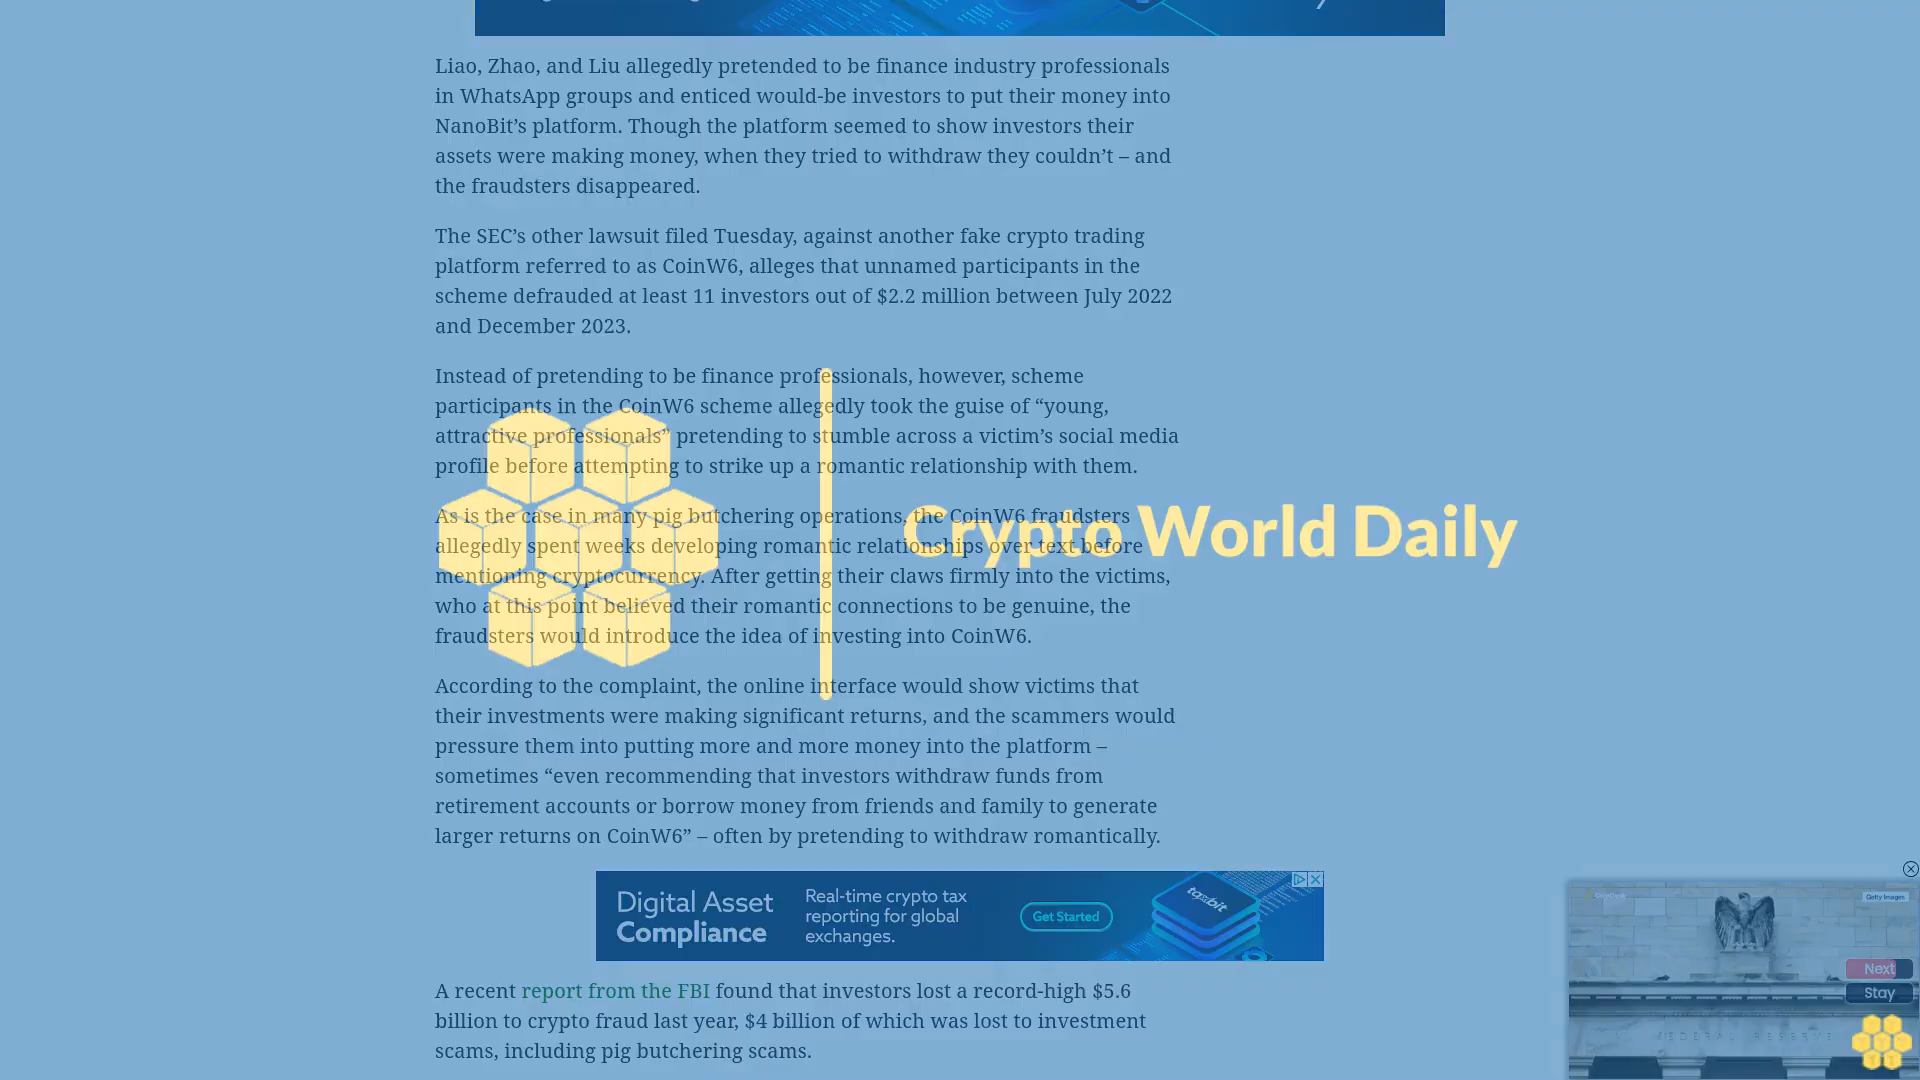 Liao, Zhao, and Liu allegedly pretended to be finance industry professionals
in WhatsApp groups and enticed would-be investors to put their money into
NanoBit’s platform. Though the platform seemed to show investors their
assets were making money, when they tried to withdraw they couldn’t – and
the fraudsters disappeared.
The SEC’s other lawsuit filed Tuesday, against another fake crypto trading
platform referred to as CoinW6, alleges that unnamed participants in the
scheme defrauded at least 11 investors out of $2.2 million between July 2022
and December 2023.
Instead of pretending to be finance professionals, however, scheme
participants in the CoinW6 scheme allegedly took the guise of “young,
attractive professionals” pretending to stumble across a victim’s social media
profile before attempting to strike up a romantic relationship with them.
As is the case in many pig butchering operations, the CoinW6 fraudsters
allegedly spent weeks developing romantic relationships over text before
mentioning cryptocurrency. After getting their claws firmly into the victims,
who at this point believed their romantic connections to be genuine, the
fraudsters would introduce the idea of investing into CoinW6.
Crypto World Daily
According to the complaint, the online interface would show victims that
their investments were making significant returns, and the scammers would
pressure them into putting more and more money into the platform –
sometimes “even recommending that investors withdraw funds from
retirement accounts or borrow money from friends and family to generate
larger returns on CoinW6” – often by pretending to withdraw romantically.
Digital Asset
Compliance
Real-time crypto tax
reporting for global
exchanges.
Get Started
taxbit
A recent report from the FBI found that investors lost a record-high $5.6
billion to crypto fraud last year, $4 billion of which was lost to investment
scams, including pig butchering scams.
Getty Images
Next
Stay
FEDERAL RESERVE